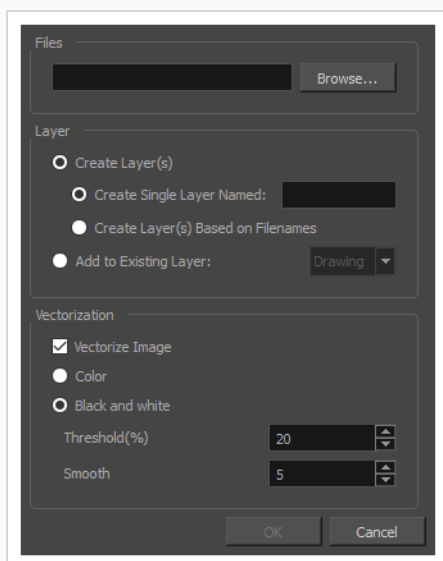 Files
Browse...
Layer
Create Layer(s)
Create Single Layer Named:
Create Layer(s) Based on Filenames
Add to Existing Layer: Drawing
Vectorization
Vectorize Image
Color
Black and white
Threshold(%) 20
Smooth 5
OK Cancel